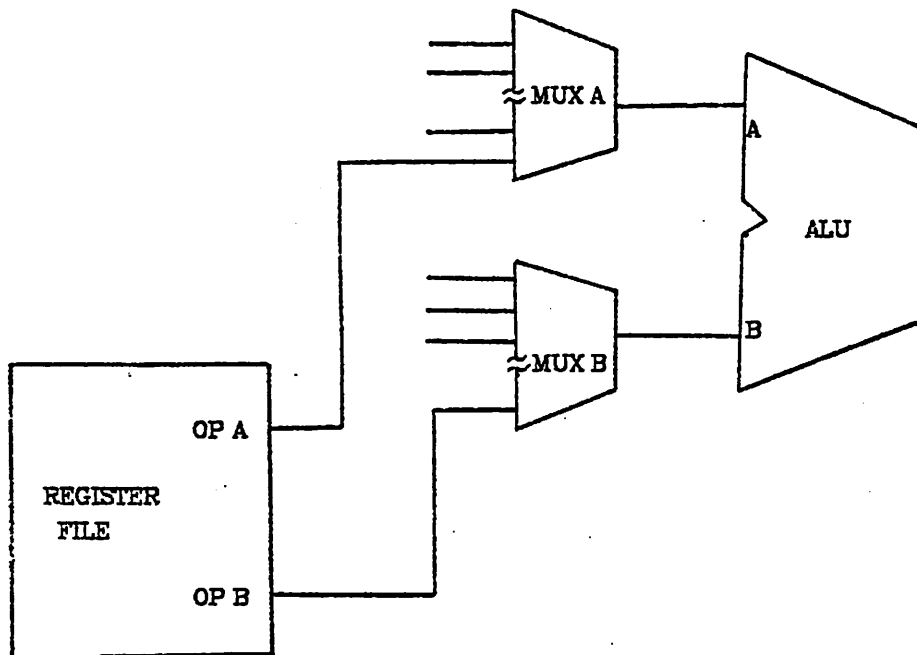 MUX A
A
ALU
B
MUX B
OP A
REGISTER
FILE
OP B